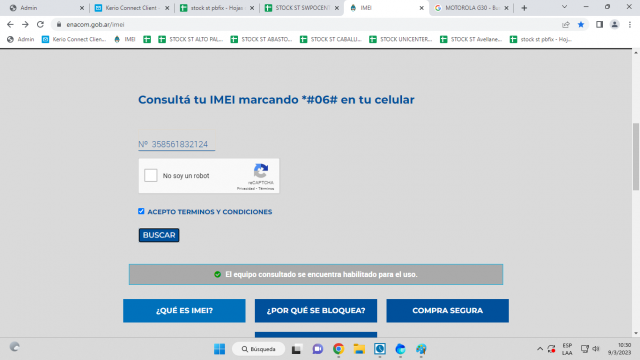 Admin
Kerio Connect Client
stock st pbfix - Hojas
STOCK ST SWPOCENT
IMEI
MOTOROLA G30 - Bu
enacom.gob.ar/imei
Admin
Kerio Connect Clien...
IMEI
STOCK ST ALTO PAL...
STOCK ST ABASTO...
STOCK ST CABALLI...
STOCK UNICENTER...
STOCK ST Avellane...
stock st pbfix - Hoj...
Consultá tu IMEI marcando *#06# en tu celular
Nº 358561832124
No soy un robot
reCAPTCHA
Privacidad - Términos
ACEPTO TERMINOS Y CONDICIONES
BUSCAR
El equipo consultado se encuentra habilitado para el uso.
¿QUÉ ES IMEI?
¿POR QUÉ SE BLOQUEA?
COMPRA SEGURA
Búsqueda
ESP
LAA
10:30
9/3/2023